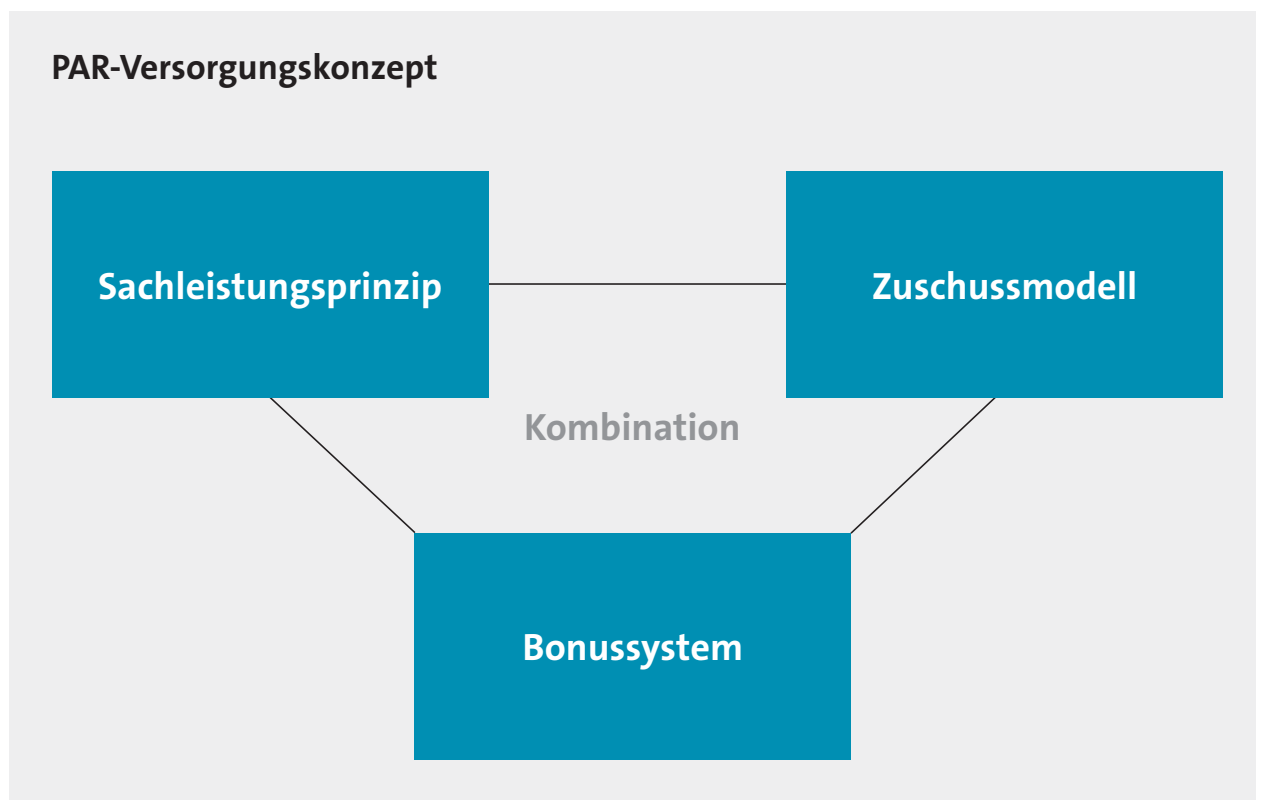 PAR-Versorgungskonzept
Sachleistungsprinzip
Zuschussmodell
Kombination
Bonussystem